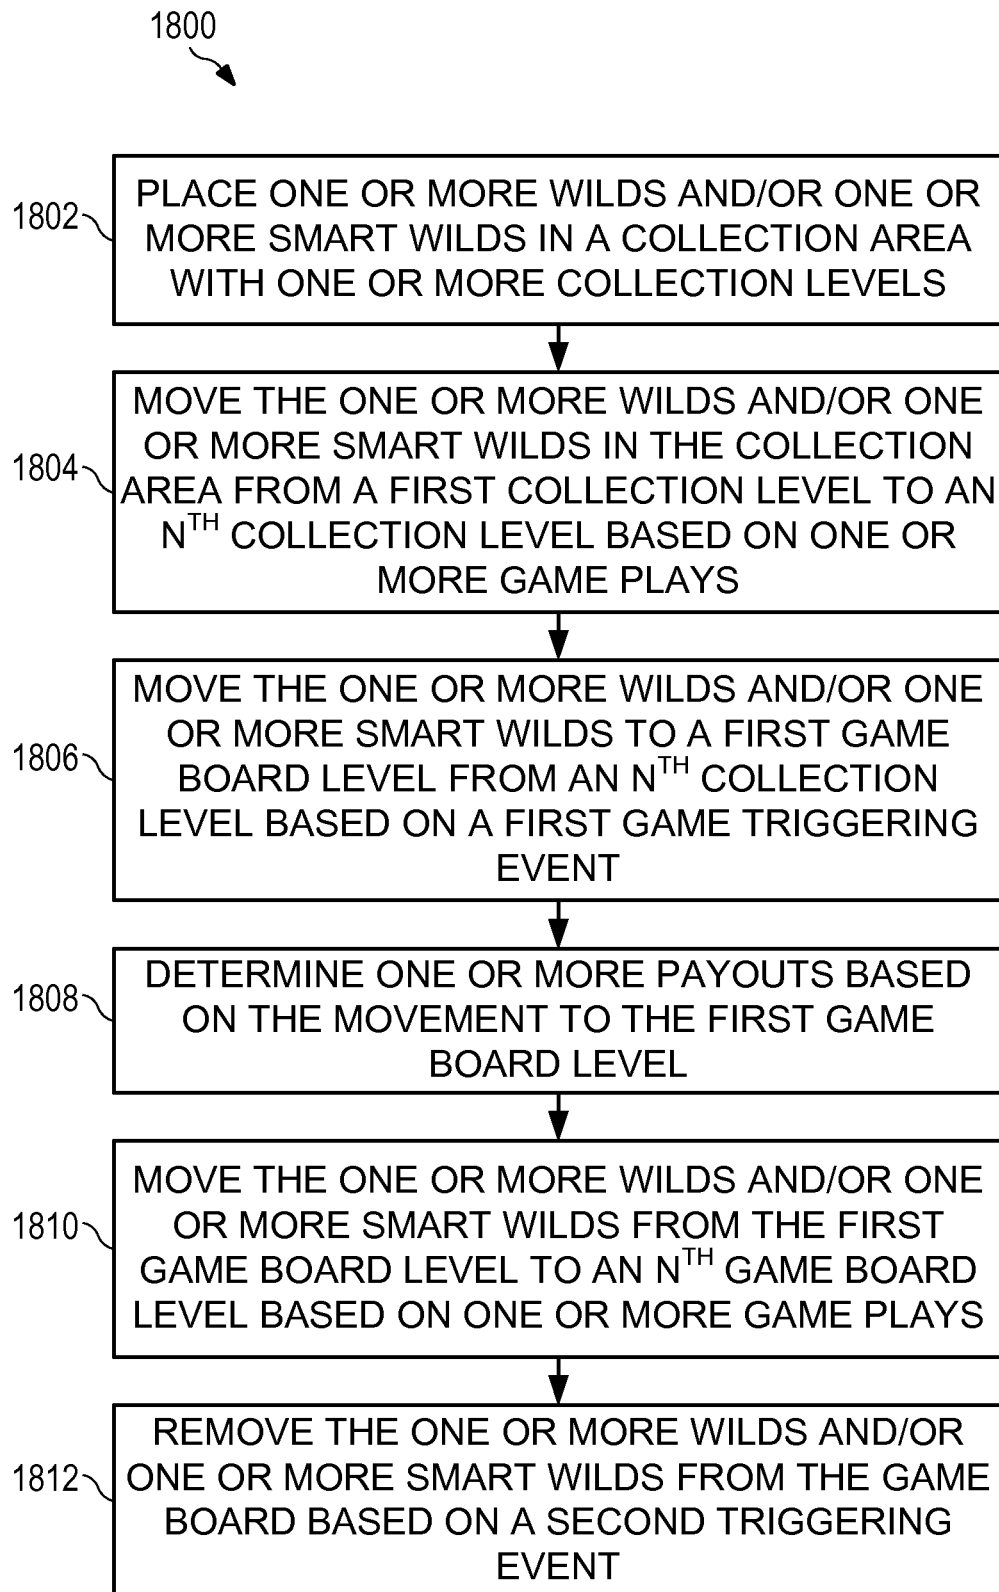 1800
1802
PLACE ONE OR MORE WILDS AND/OR ONE OR
MORE SMART WILDS IN A COLLECTION AREA
WITH ONE OR MORE COLLECTION LEVELS
1804
MOVE THE ONE OR MORE WILDS AND/OR ONE
OR MORE SMART WILDS IN THE COLLECTION
AREA FROM A FIRST COLLECTION LEVEL TO AN
NTH COLLECTION LEVEL BASED ON ONE OR
MORE GAME PLAYS
1806
MOVE THE ONE OR MORE WILDS AND/OR ONE
OR MORE SMART WILDS TO A FIRST GAME
BOARD LEVEL FROM AN NTH COLLECTION
LEVEL BASED ON A FIRST GAME TRIGGERING
EVENT
1808
DETERMINE ONE OR MORE PAYOUTS BASED
ON THE MOVEMENT TO THE FIRST GAME
BOARD LEVEL
1810
MOVE THE ONE OR MORE WILDS AND/OR ONE
OR MORE SMART WILDS FROM THE FIRST
GAME BOARD LEVEL TO AN NTH GAME BOARD
LEVEL BASED ON ONE OR MORE GAME PLAYS
1812
REMOVE THE ONE OR MORE WILDS AND/OR
ONE OR MORE SMART WILDS FROM THE GAME
BOARD BASED ON A SECOND TRIGGERING
EVENT